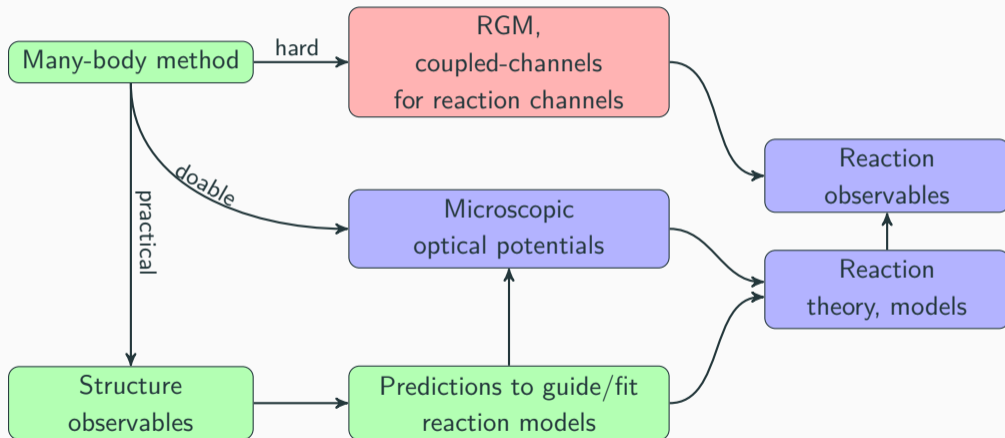 Many-body method
hard
RGM,
coupled-channels
for reaction channels
doable
practical
Microscopic
optical potentials
Reaction
observables
Reaction
theory, models
Structure
observables
Predictions to guide/fit
reaction models